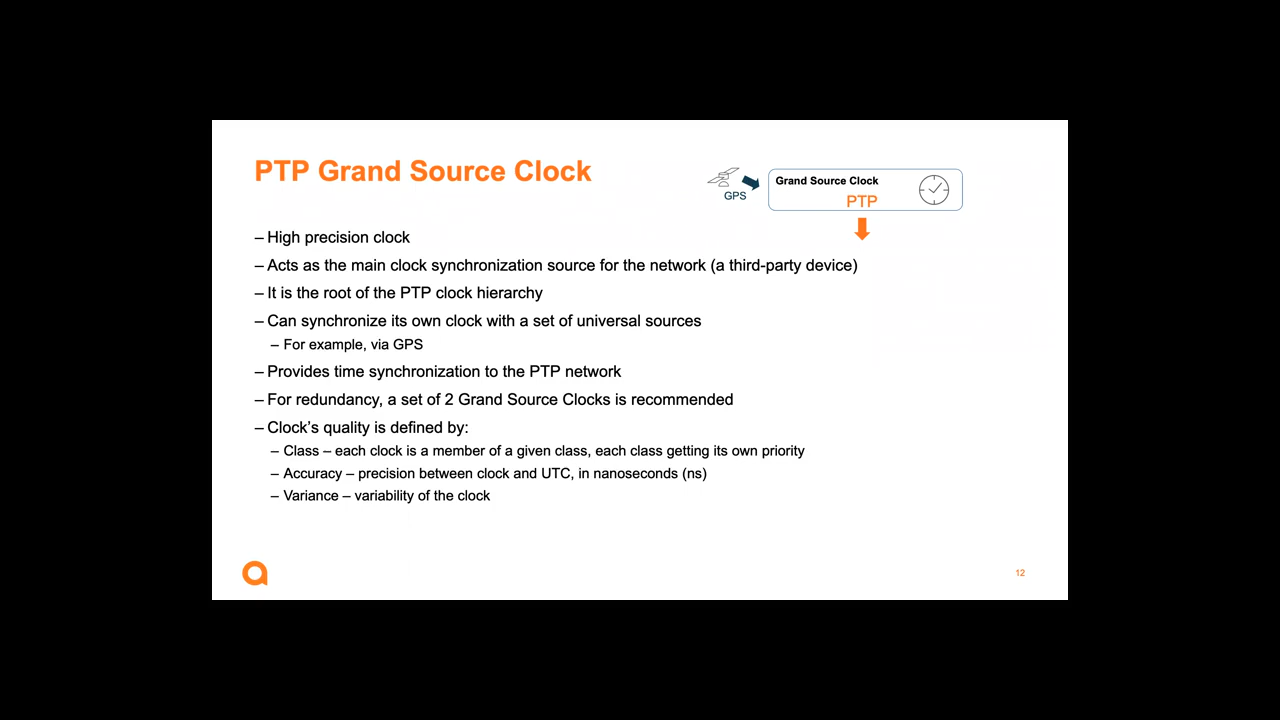 PTP Grand Source Clock
GPS
Grand Source Clock
PTP
– High precision clock
– Acts as the main clock synchronization source for the network (a third-party device)
– It is the root of the PTP clock hierarchy
– Can synchronize its own clock with a set of universal sources
– For example, via GPS
– Provides time synchronization to the PTP network
– For redundancy, a set of 2 Grand Source Clocks is recommended
– Clock’s quality is defined by:
– Class – each clock is a member of a given class, each class getting its own priority
– Accuracy – precision between clock and UTC, in nanoseconds (ns)
– Variance – variability of the clock
12